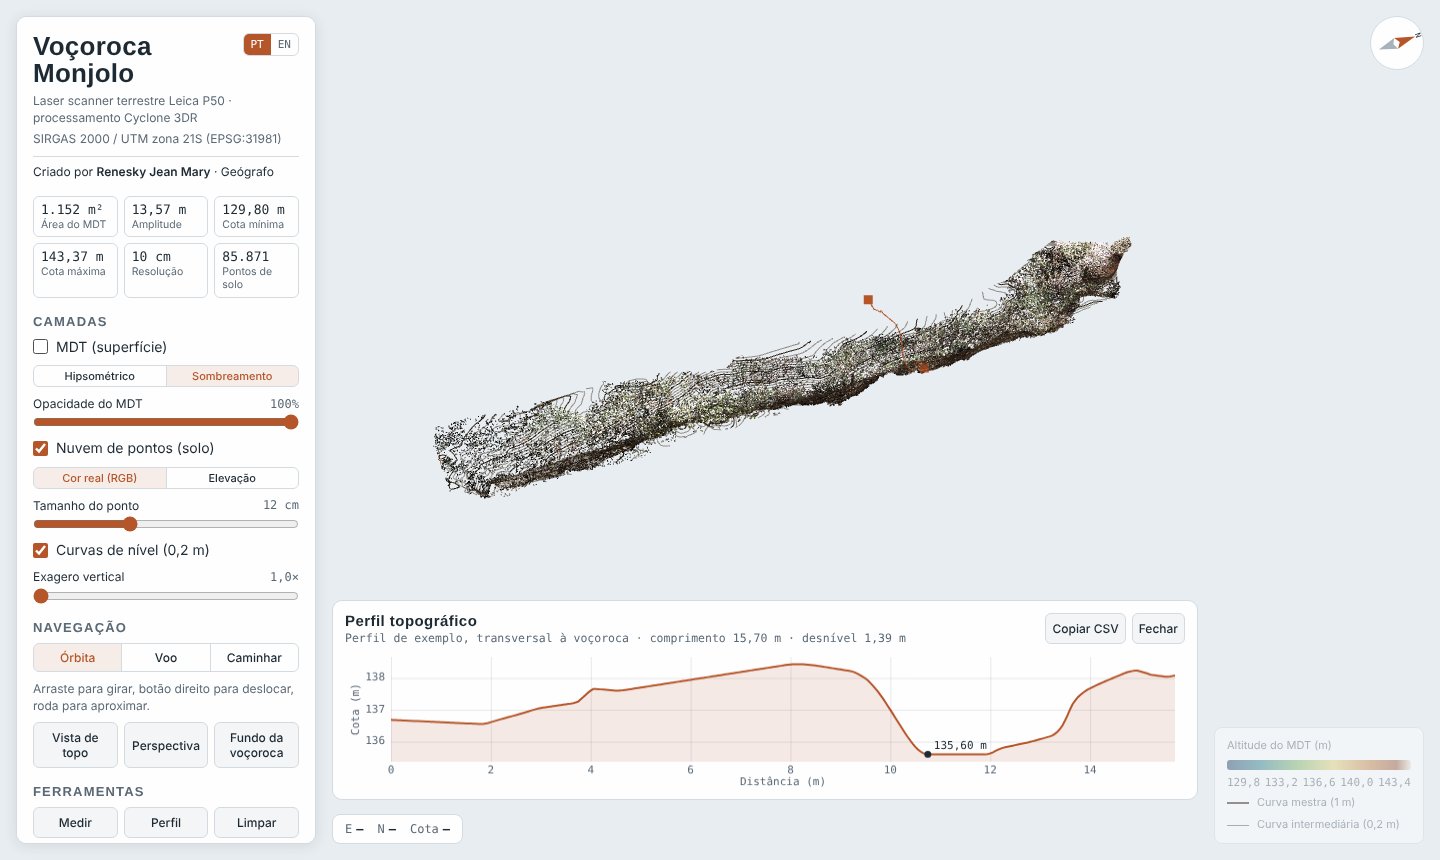 Voçoroca
Monjolo
PT EN
Laser scanner terrestre Leica P50 ·
processamento Cyclone 3DR
SIRGAS 2000 / UTM zona 21S (EPSG:31981)
Criado por Renesky Jean Mary · Geógrafo
1.152 m² 13,57 m 129,80 m
Área do MDT Amplitude Cota mínima
143,37 m 10 cm 85.871
Cota máxima Resolução Pontos de
solo
CAMADAS
MDT (superfície)
Hipsométrico Sombreamento
Opacidade do MDT 100%
Nuvem de pontos (solo)
Cor real (RGB) Elevação
Tamanho do ponto 12 cm
Curvas de nível (0,2 m)
Exagero vertical 1,0×
NAVEGAÇÃO
Órbita Voo Caminhar
Arraste para girar, botão direito para deslocar,
roda para aproximar.
Vista de
topo
Perspectiva
Fundo da
voçoroca
FERRAMENTAS
Medir Perfil Limpar
N
Perfil topográfico
Perfil de exemplo, transversal à voçoroca · comprimento 15,70 m · desnível 1,39 m
Copiar CSV Fechar
Cota (m)
138
137
136
135,60 m
0 2 4 6 8 10 12 14
Distância (m)
E – N – Cota –
Altitude do MDT (m)
129,8 133,2 136,6 140,0 143,4
Curva mestra (1 m)
Curva intermediária (0,2 m)